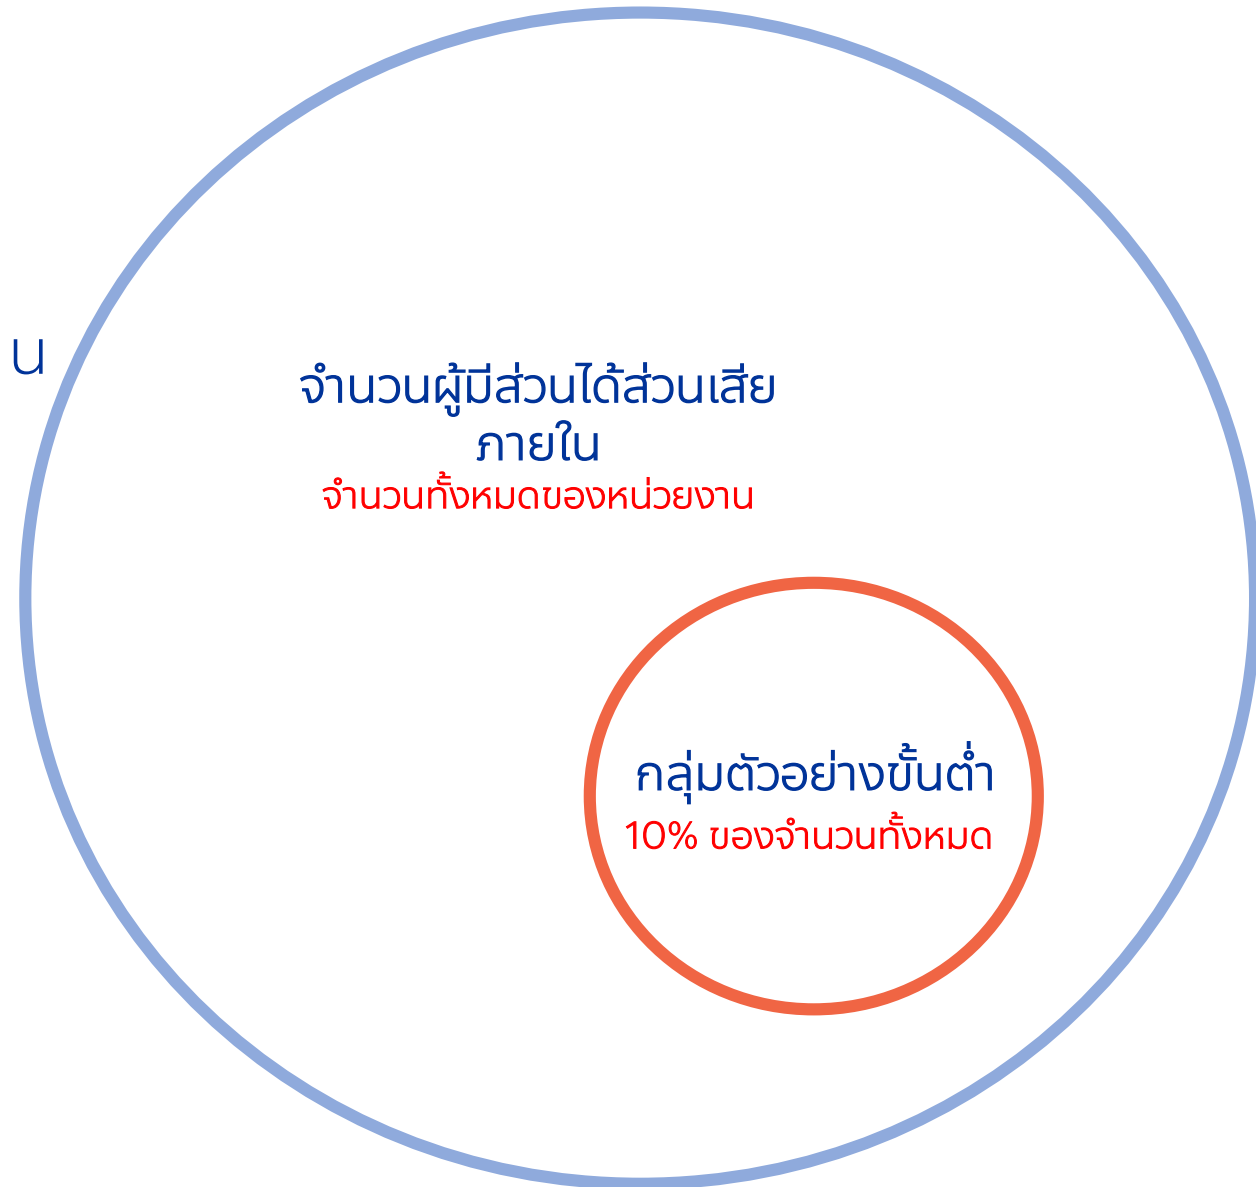 น
จำนวนผู้มีส่วนได้ส่วนเสีย
ภายใน
จำนวนทั้งหมดของหน่วยงาน
กลุ่มตัวอย่างขั้นต่ำ
10% ของจำนวนทั้งหมด